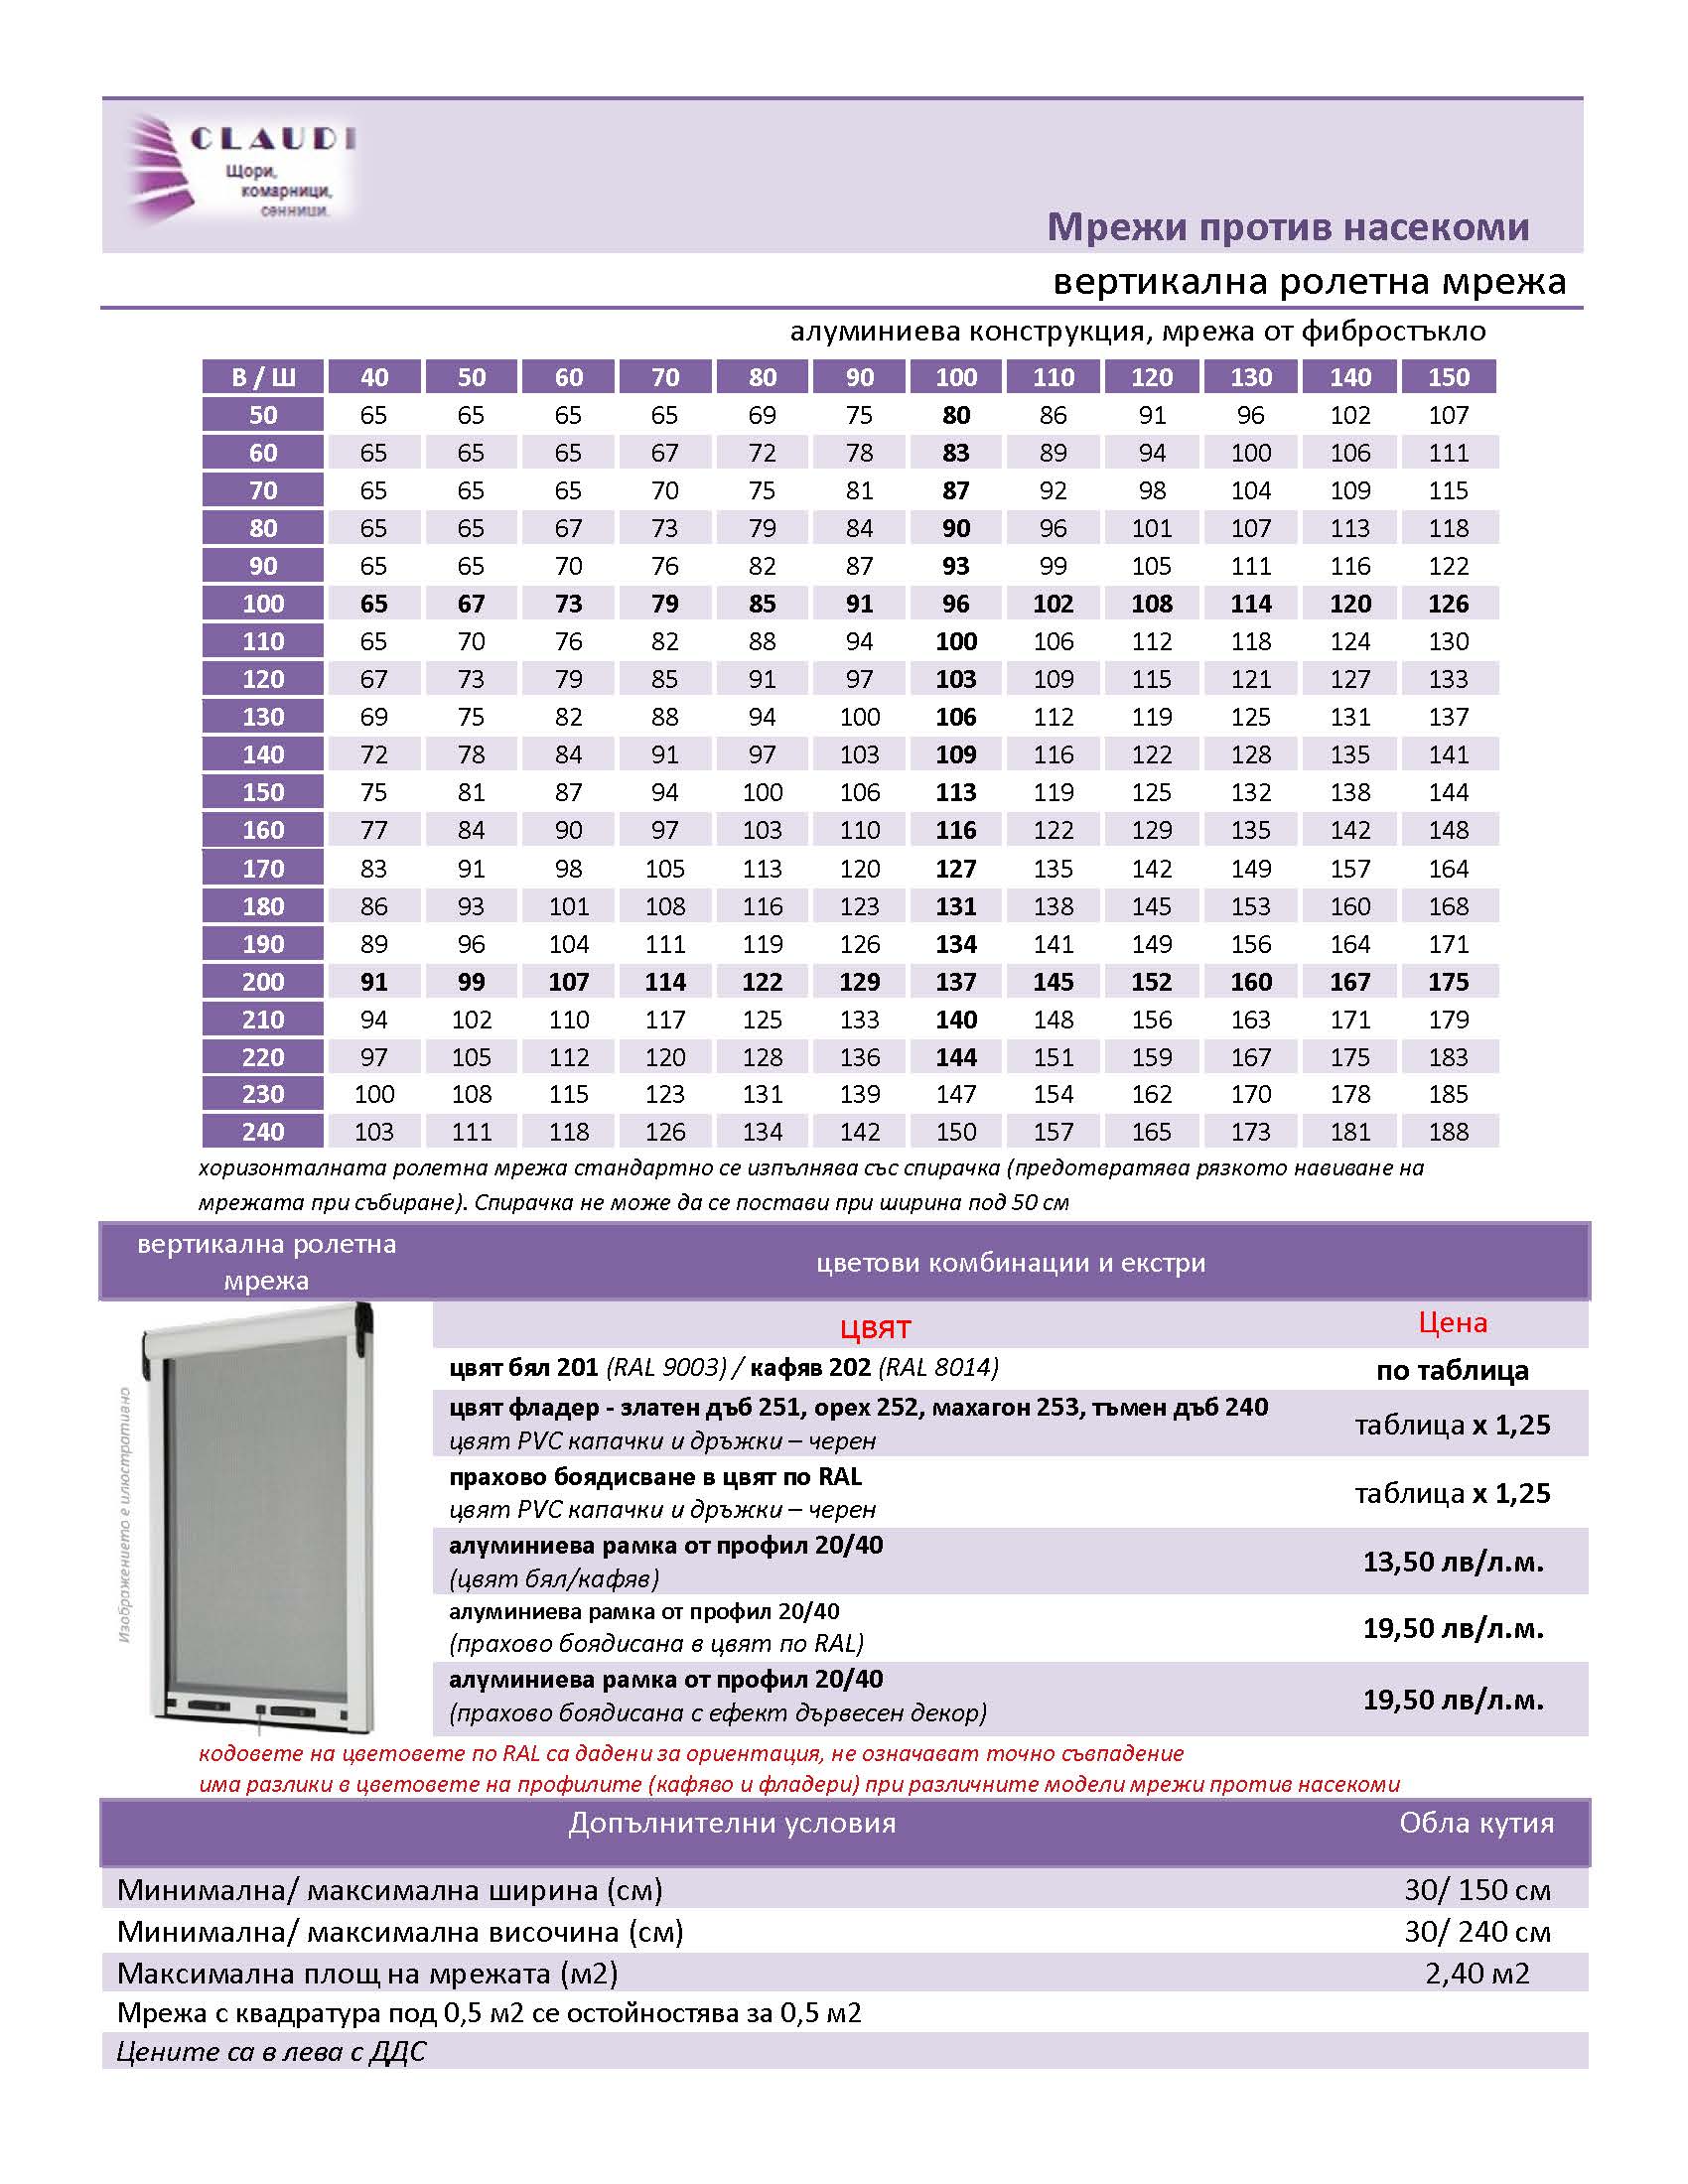 CLAUDI
Щори,
комарници,
сенници.
Мрежи против насекоми
вертикална ролетна мрежа
алуминиева конструкция, мрежа от фибростъкло
В / Ш 40 50 60 70 80 90 100 110 120 130 140 150
50 65 65 65 65 69 75 80 86 91 96 102 107
60 65 65 65 67 72 78 83 89 94 100 106 111
70 65 65 65 70 75 81 87 92 98 104 109 115
80 65 65 67 73 79 84 90 96 101 107 113 118
90 65 65 70 76 82 87 93 99 105 111 116 122
100 65 67 73 79 85 91 96 102 108 114 120 126
110 65 70 76 82 88 94 100 106 112 118 124 130
120 67 73 79 85 91 97 103 109 115 121 127 133
130 69 75 82 88 94 100 106 112 119 125 131 137
140 72 78 84 91 97 103 109 116 122 128 135 141
150 75 81 87 94 100 106 113 119 125 132 138 144
160 77 84 90 97 103 110 116 122 129 135 142 148
170 83 91 98 105 113 120 127 135 142 149 157 164
180 86 93 101 108 116 123 131 138 145 153 160 168
190 89 96 104 111 119 126 134 141 149 156 164 171
200 91 99 107 114 122 129 137 145 152 160 167 175
210 94 102 110 117 125 133 140 148 156 163 171 179
220 97 105 112 120 128 136 144 151 159 167 175 183
230 100 108 115 123 131 139 147 154 162 170 178 185
240 103 111 118 126 134 142 150 157 165 173 181 188
хоризонталната ролетна мрежа стандартно се изпълнява със спирачка (предотвратява рязкото навиване на
мрежата при събиране). Спирачка не може да се постави при ширина под 50 см
вертикална ролетна
мрежа
цветови комбинации и екстри
Изображението е илюстративно
цвят Цена
цвят бял 201 (RAL 9003) / кафяв 202 (RAL 8014) по таблица
цвят фладер - златен дъб 251, орех 252, махагон 253, тъмен дъб 240
цвят PVC капачки и дръжки – черен
таблица x 1,25
прахово боядисване в цвят по RAL
цвят PVC капачки и дръжки – черен
таблица x 1,25
алуминиева рамка от профил 20/40
(цвят бял/кафяв)
13,50 лв/л.м.
алуминиева рамка от профил 20/40
(прахово боядисана в цвят по RAL)
19,50 лв/л.м.
алуминиева рамка от профил 20/40
(прахово боядисана с ефект дървесен декор)
19,50 лв/л.м.
кодовете на цветовете по RAL са дадени за ориентация, не означават точно съвпадение
има разлики в цветовете на профилите (кафяво и фладери) при различните модели мрежи против насекоми
Допълнителни условия Обла кутия
Минимална/ максимална ширина (см) 30/ 150 см
Минимална/ максимална височина (см) 30/ 240 см
Максимална площ на мрежата (м2) 2,40 м2
Мрежа с квадратура под 0,5 м2 се остойностява за 0,5 м2
Цените са в лева с ДДС